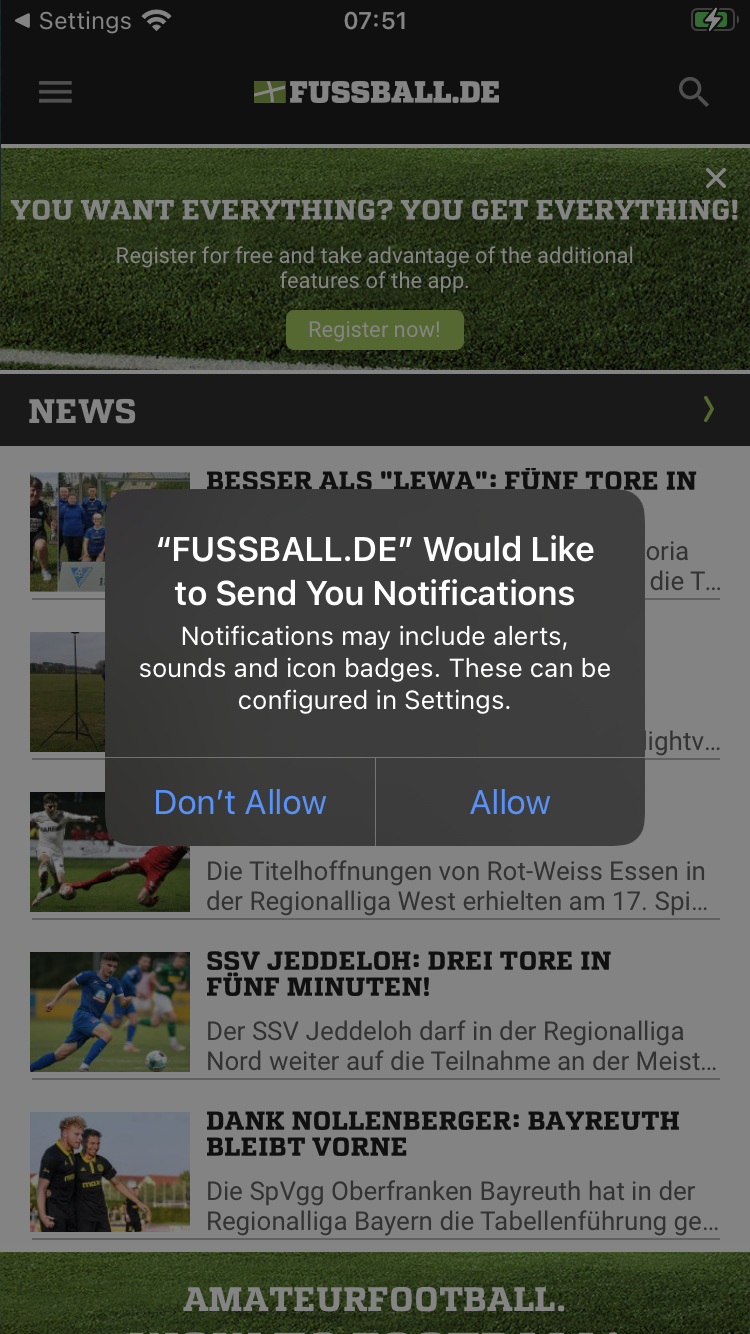 Settings
07:51
FUSSBALL.DE
YOU WANT EVERYTHING? YOU GET EVERYTHING!
Register for free and take advantage of the additional
features of the app.
Register now!
NEWS
BESSER ALS "LEWA": FÜNF TORE IN
oria
die T...
“FUSSBALL.DE” Would Like
to Send You Notifications
Notifications may include alerts,
sounds and icon badges. These can be
configured in Settings.
lightv...
Don’t Allow
Allow
Die Titelhoffnungen von Rot-Weiss Essen in
der Regionalliga West erhielten am 17. Spi...
SSV JEDDELOH: DREI TORE IN
FÜNF MINUTEN!
Der SSV Jeddeloh darf in der Regionalliga
Nord weiter auf die Teilnahme an der Meist...
DANK NOLLENBERGER: BAYREUTH
BLEIBT VORNE
Die SpVgg Oberfranken Bayreuth hat in der
Regionalliga Bayern die Tabellenführung ge...
AMATEURFOOTBALL.